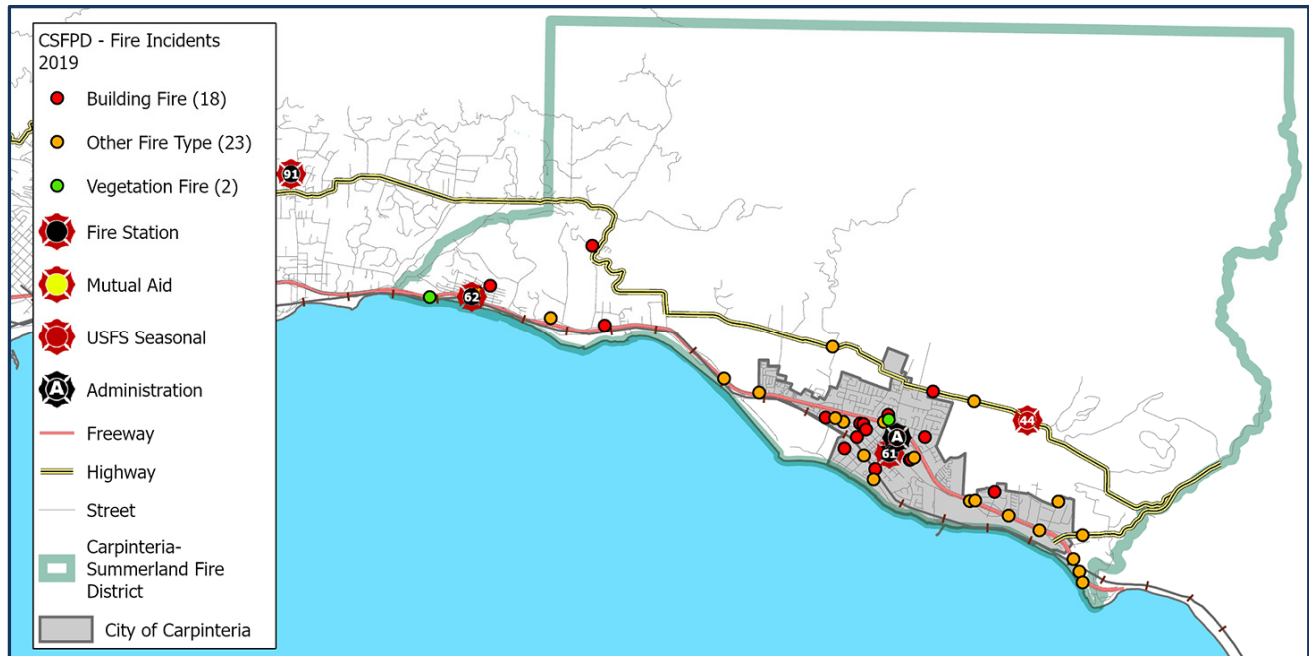 CSFPD - Fire Incidents
2019
Building Fire (18)
Other Fire Type (23)
Vegetation Fire (2)
Fire Station
Mutual Aid
USFS Seasonal
A
Administration
Freeway
Highway
Street
Carpinteria-
Summerland Fire
District
City of Carpinteria
91
62
44
A
61